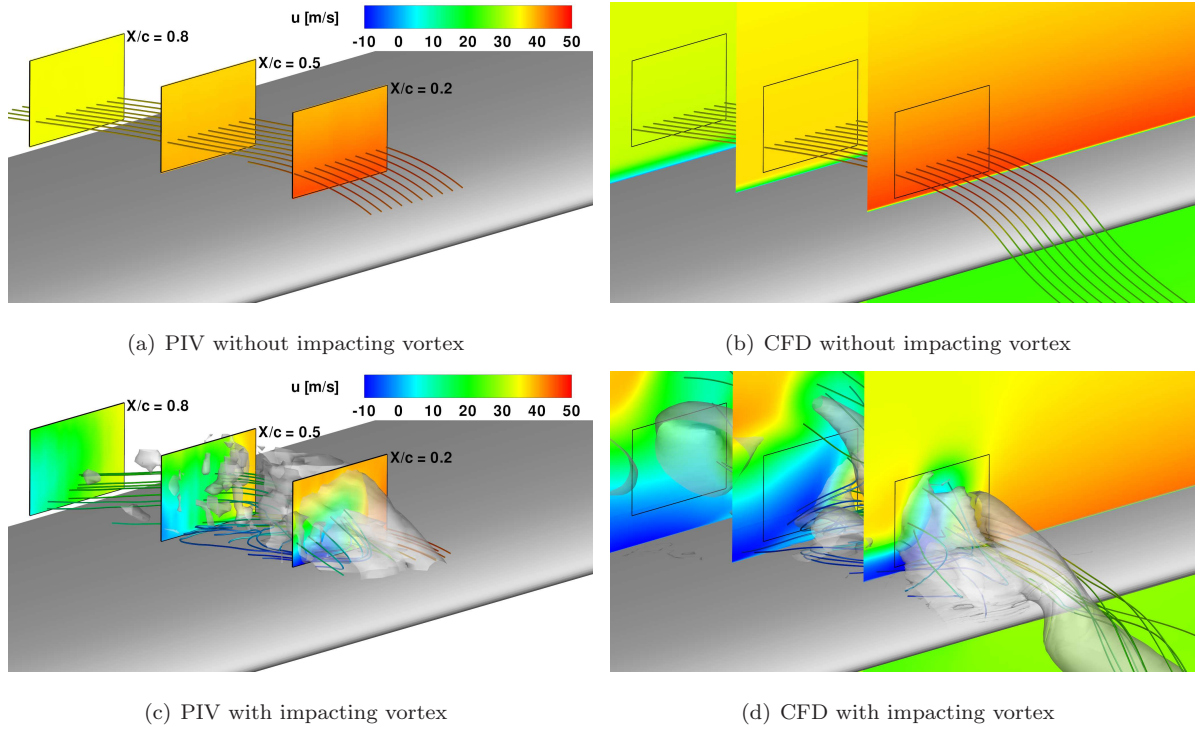 u [m/s]
-10 0 10 20 30 40 50
X/c = 0.8
X/c = 0.5
X/c = 0.2
(a) PIV without impacting vortex
(b) CFD without impacting vortex
u [m/s]
-10 0 10 20 30 40 50
X/c = 0.8
X/c = 0.5
X/c = 0.2
(c) PIV with impacting vortex
(d) CFD with impacting vortex